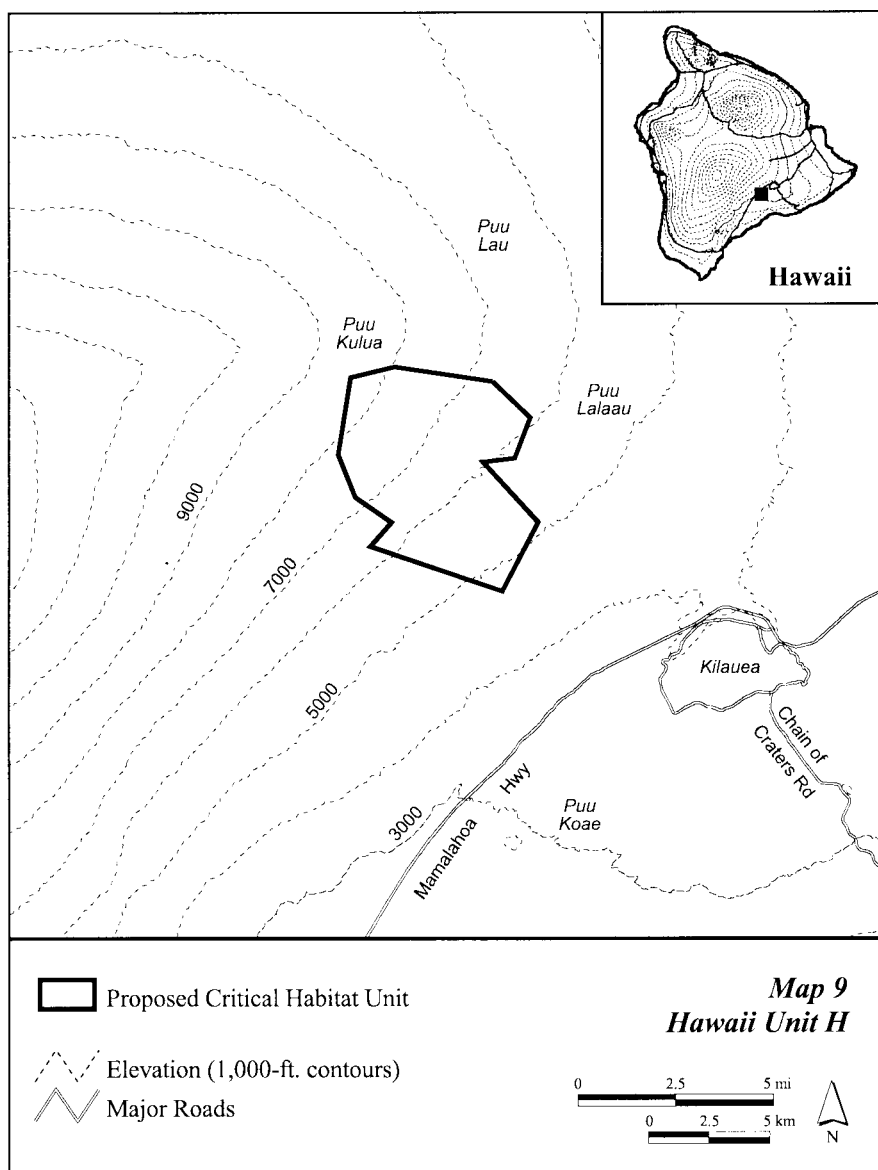 Hawaii
Puu
Lau
Puu
Kulua
Puu
Lalaau
9000
7000
5000
3000
Kilauea
Chain of
Craters Rd
Mamalahoa Hwy
Puu
Koae
Proposed Critical Habitat Unit
Elevation (1,000-ft. contours)
Major Roads
Map 9
Hawaii Unit H
0 2.5 5 mi
0 2.5 5 km
N